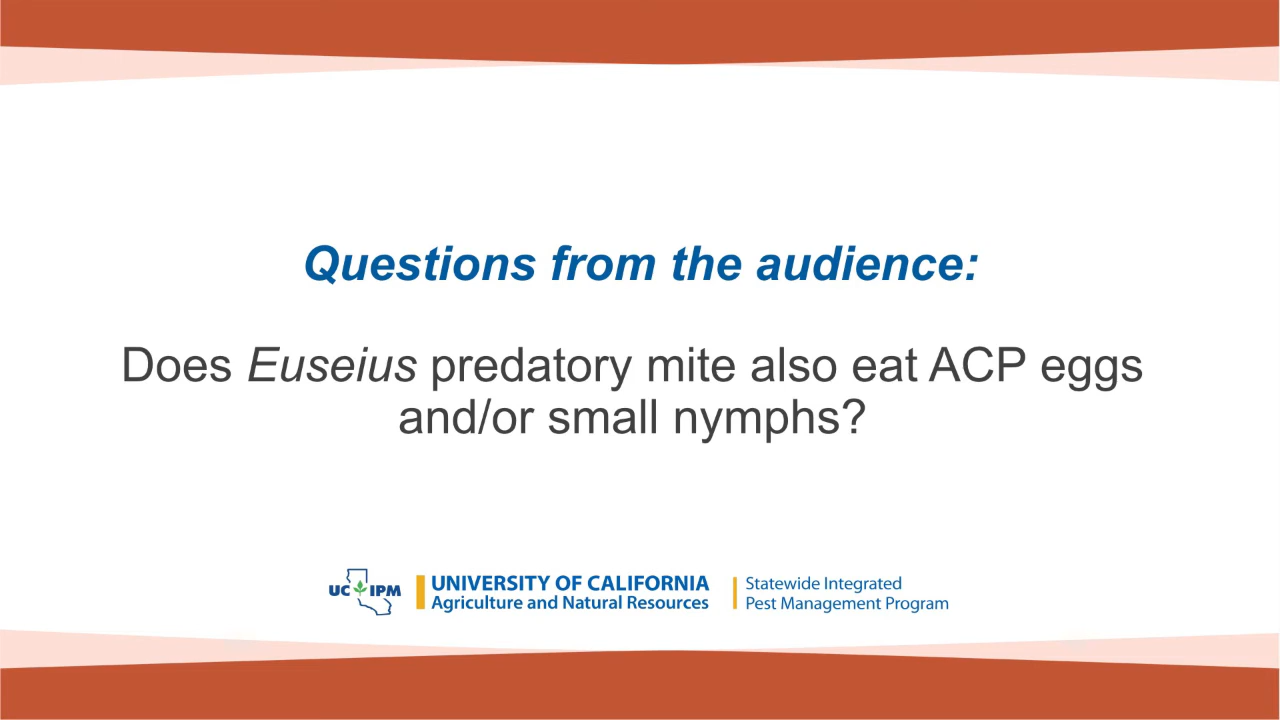 Questions from the audience:
Does Euseius predatory mite also eat ACP eggs
and/or small nymphs?
UC IPM
UNIVERSITY OF CALIFORNIA
Agriculture and Natural Resources
Statewide Integrated
Pest Management Program